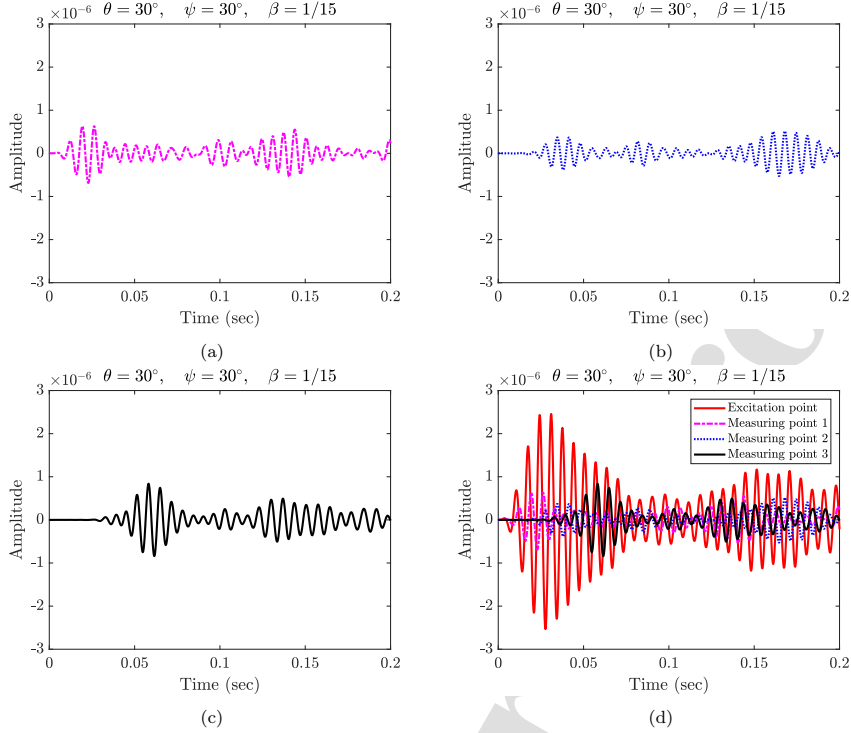 ×10⁻⁶ θ = 30°, ψ = 30°, β = 1/15
3
2
1
0
-1
-2
-3
Amplitude
0 0.05 0.1 0.15 0.2
Time (sec)
(a)
×10⁻⁶ θ = 30°, ψ = 30°, β = 1/15
3
2
1
0
-1
-2
-3
Amplitude
0 0.05 0.1 0.15 0.2
Time (sec)
(b)
×10⁻⁶ θ = 30°, ψ = 30°, β = 1/15
3
2
1
0
-1
-2
-3
Amplitude
0 0.05 0.1 0.15 0.2
Time (sec)
(c)
×10⁻⁶ θ = 30°, ψ = 30°, β = 1/15
3
2
1
0
-1
-2
-3
Amplitude
Excitation point
Measuring point 1
Measuring point 2
Measuring point 3
0 0.05 0.1 0.15 0.2
Time (sec)
(d)